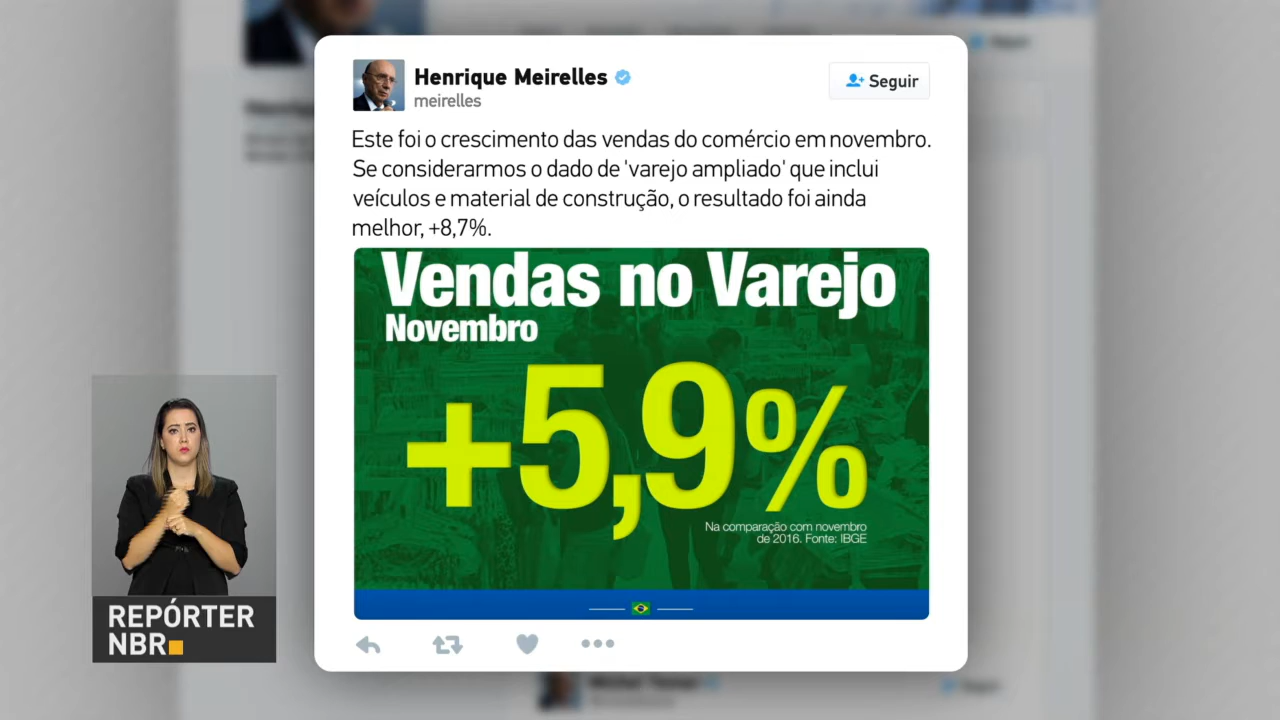 Henrique Meirelles
meirelles
Seguir
Este foi o crescimento das vendas do comércio em novembro.
Se considerarmos o dado de 'varejo ampliado' que inclui
veículos e material de construção, o resultado foi ainda
melhor, +8,7%.
Vendas no Varejo
Novembro
+5,9%
Na comparação com novembro
de 2016. Fonte: IBGE
REPÓRTER
NBR